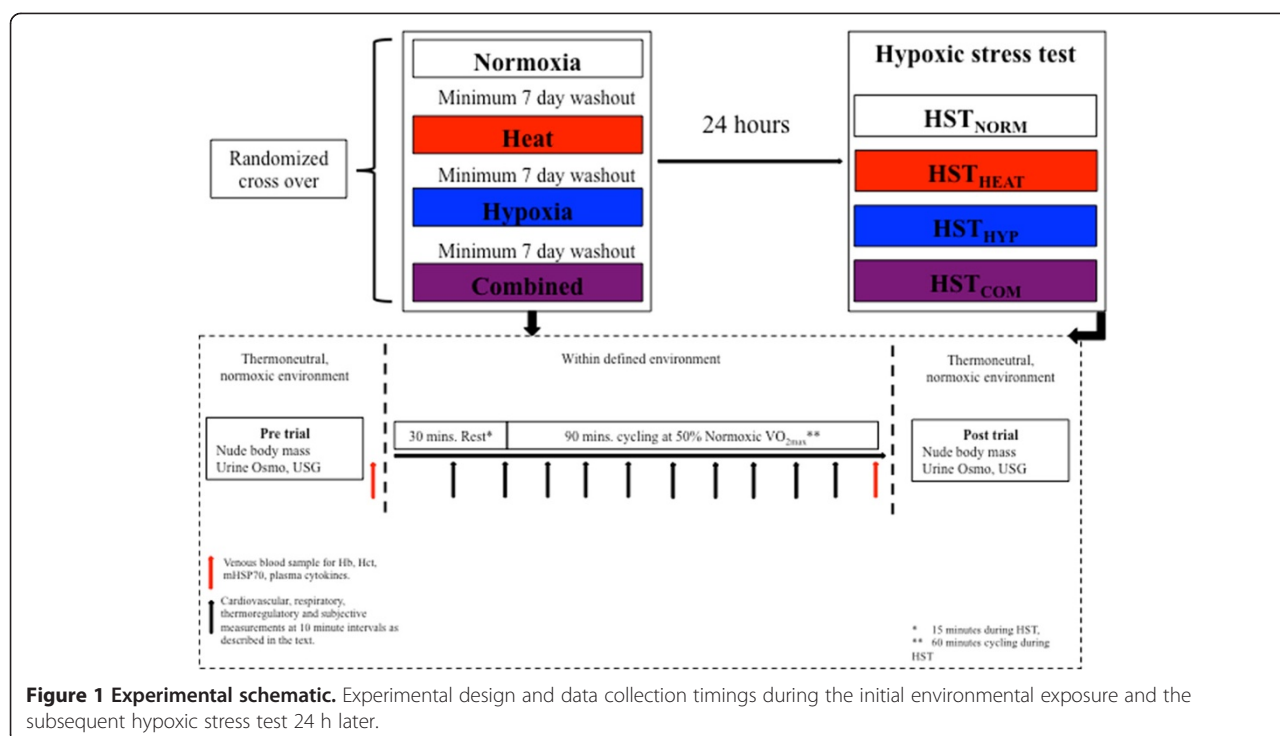 Normoxia
Minimum 7 day washout
Heat
Minimum 7 day washout
Hypoxia
Minimum 7 day washout
Combined
Randomized
cross over
24 hours
Hypoxic stress test
HSTNORM
HSTHEAT
HSTHYP
HSTCOM
Thermoneutral,
normoxic environment
Within defined environment
Thermoneutral,
normoxic environment
Pre trial
Nude body mass
Urine Osmo, USG
30 mins. Rest*
90 mins. cycling at 50% Normoxic VO2max**
Post trial
Nude body mass
Urine Osmo, USG
Venous blood sample for Hb, Hct,
mHSP70, plasma cytokines.
Cardiovascular, respiratory,
thermoregulatory and subjective
measurements at 10 minute intervals as
described in the text.
* 15 minutes during HST,
** 60 minutes cycling during
HST
Figure 1 Experimental schematic. Experimental design and data collection timings during the initial environmental exposure and the
subsequent hypoxic stress test 24 h later.